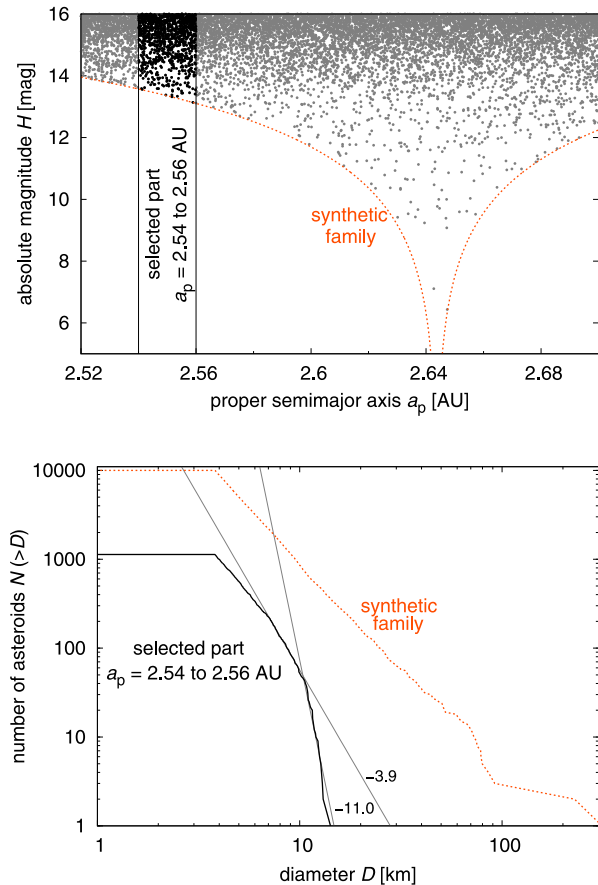 16
14
12
10
8
6
absolute magnitude H [mag]
selected part
a_p = 2.54 to 2.56 AU
synthetic
family
2.52
2.56
2.6
2.64
2.68
proper semimajor axis a_p [AU]
10000
1000
100
10
1
number of asteroids N (>D)
synthetic
family
selected part
a_p = 2.54 to 2.56 AU
−3.9
−11.0
1
10
100
diameter D [km]